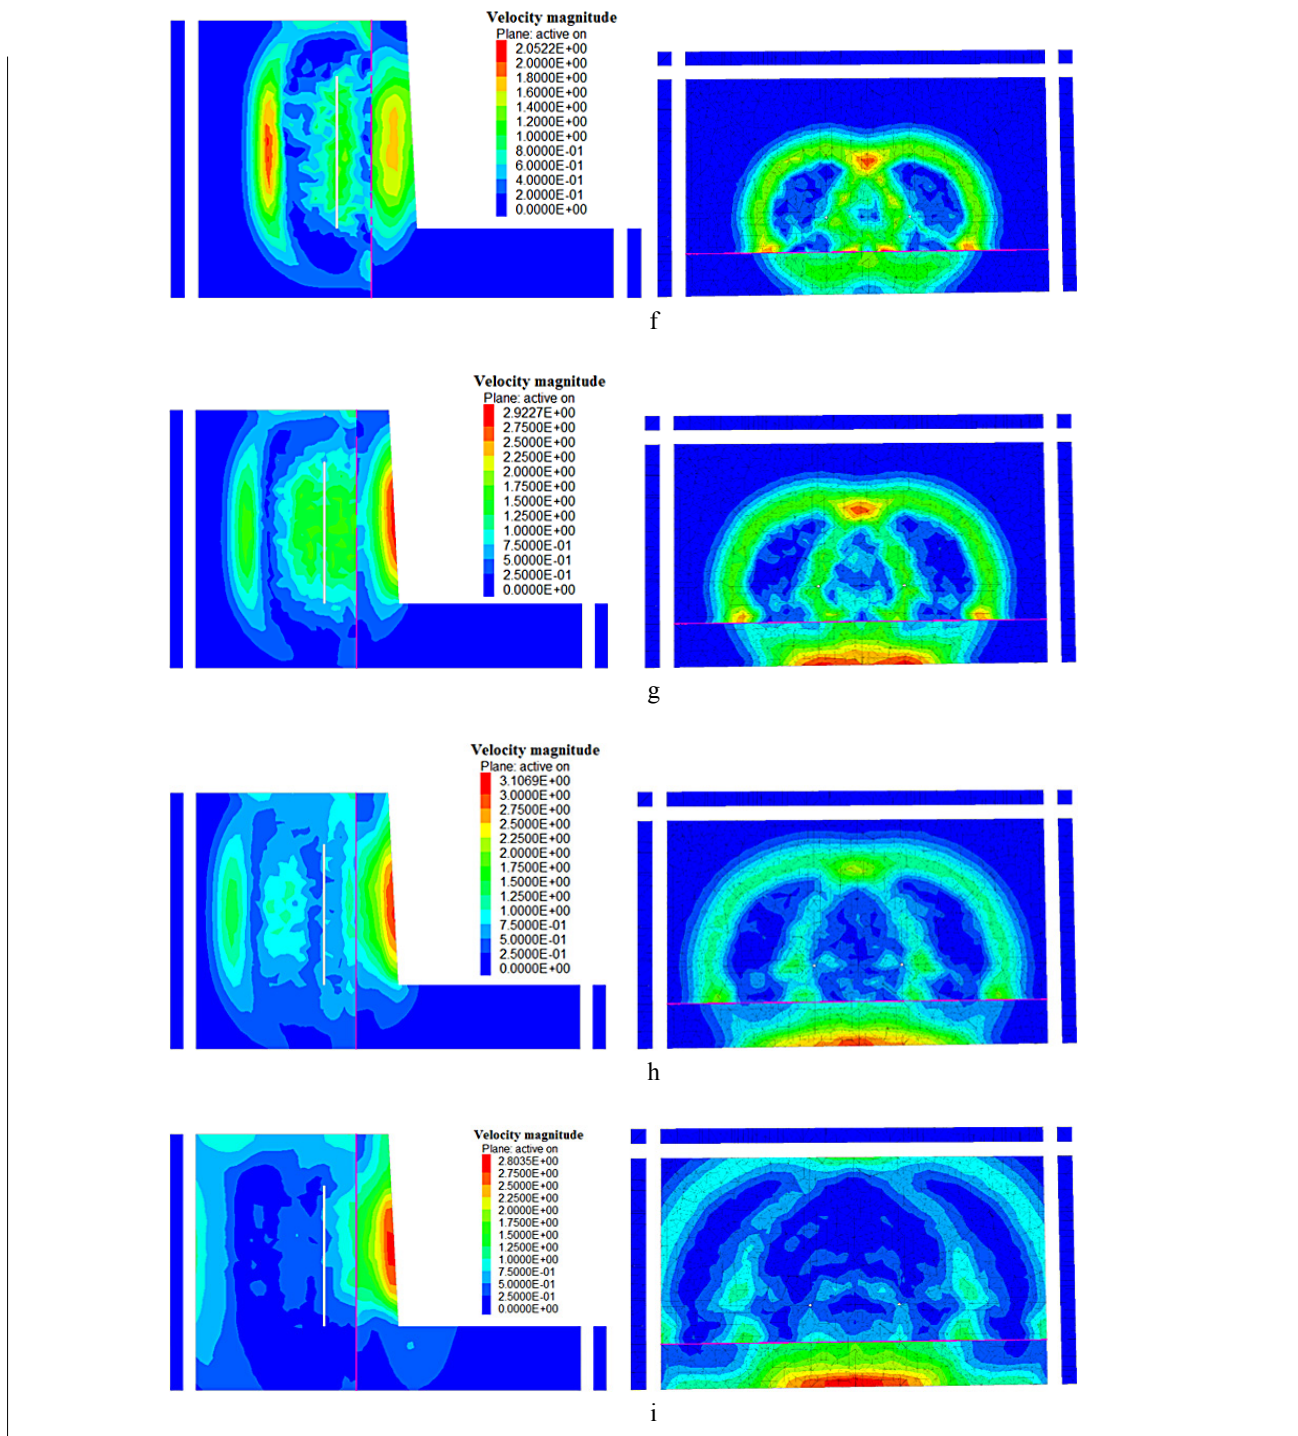 Velocity magnitude
Plane: active on
2.0522E+00
2.0000E+00
1.8000E+00
1.6000E+00
1.4000E+00
1.2000E+00
1.0000E+00
8.0000E-01
6.0000E-01
4.0000E-01
2.0000E-01
0.0000E+00
f
Velocity magnitude
Plane: active on
2.9227E+00
2.7500E+00
2.5000E+00
2.2500E+00
2.0000E+00
1.7500E+00
1.5000E+00
1.2500E+00
1.0000E+00
7.5000E-01
5.0000E-01
2.5000E-01
0.0000E+00
g
Velocity magnitude
Plane: active on
3.1069E+00
3.0000E+00
2.7500E+00
2.5000E+00
2.2500E+00
2.0000E+00
1.7500E+00
1.5000E+00
1.2500E+00
1.0000E+00
7.5000E-01
5.0000E-01
2.5000E-01
0.0000E+00
h
Velocity magnitude
Plane: active on
2.8035E+00
2.7500E+00
2.5000E+00
2.2500E+00
2.0000E+00
1.7500E+00
1.5000E+00
1.2500E+00
1.0000E+00
7.5000E-01
5.0000E-01
2.5000E-01
0.0000E+00
i